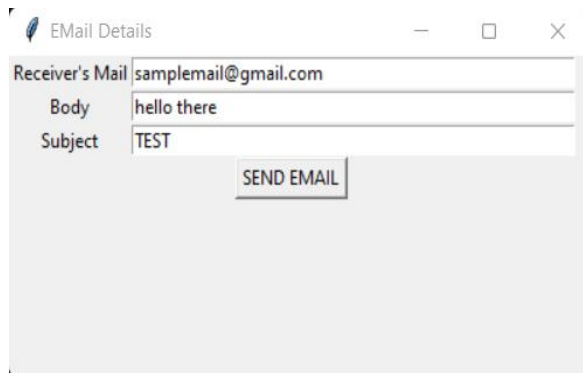 EMail Details
Receiver's Mail samplemail@gmail.com
Body hello there
Subject TEST
SEND EMAIL